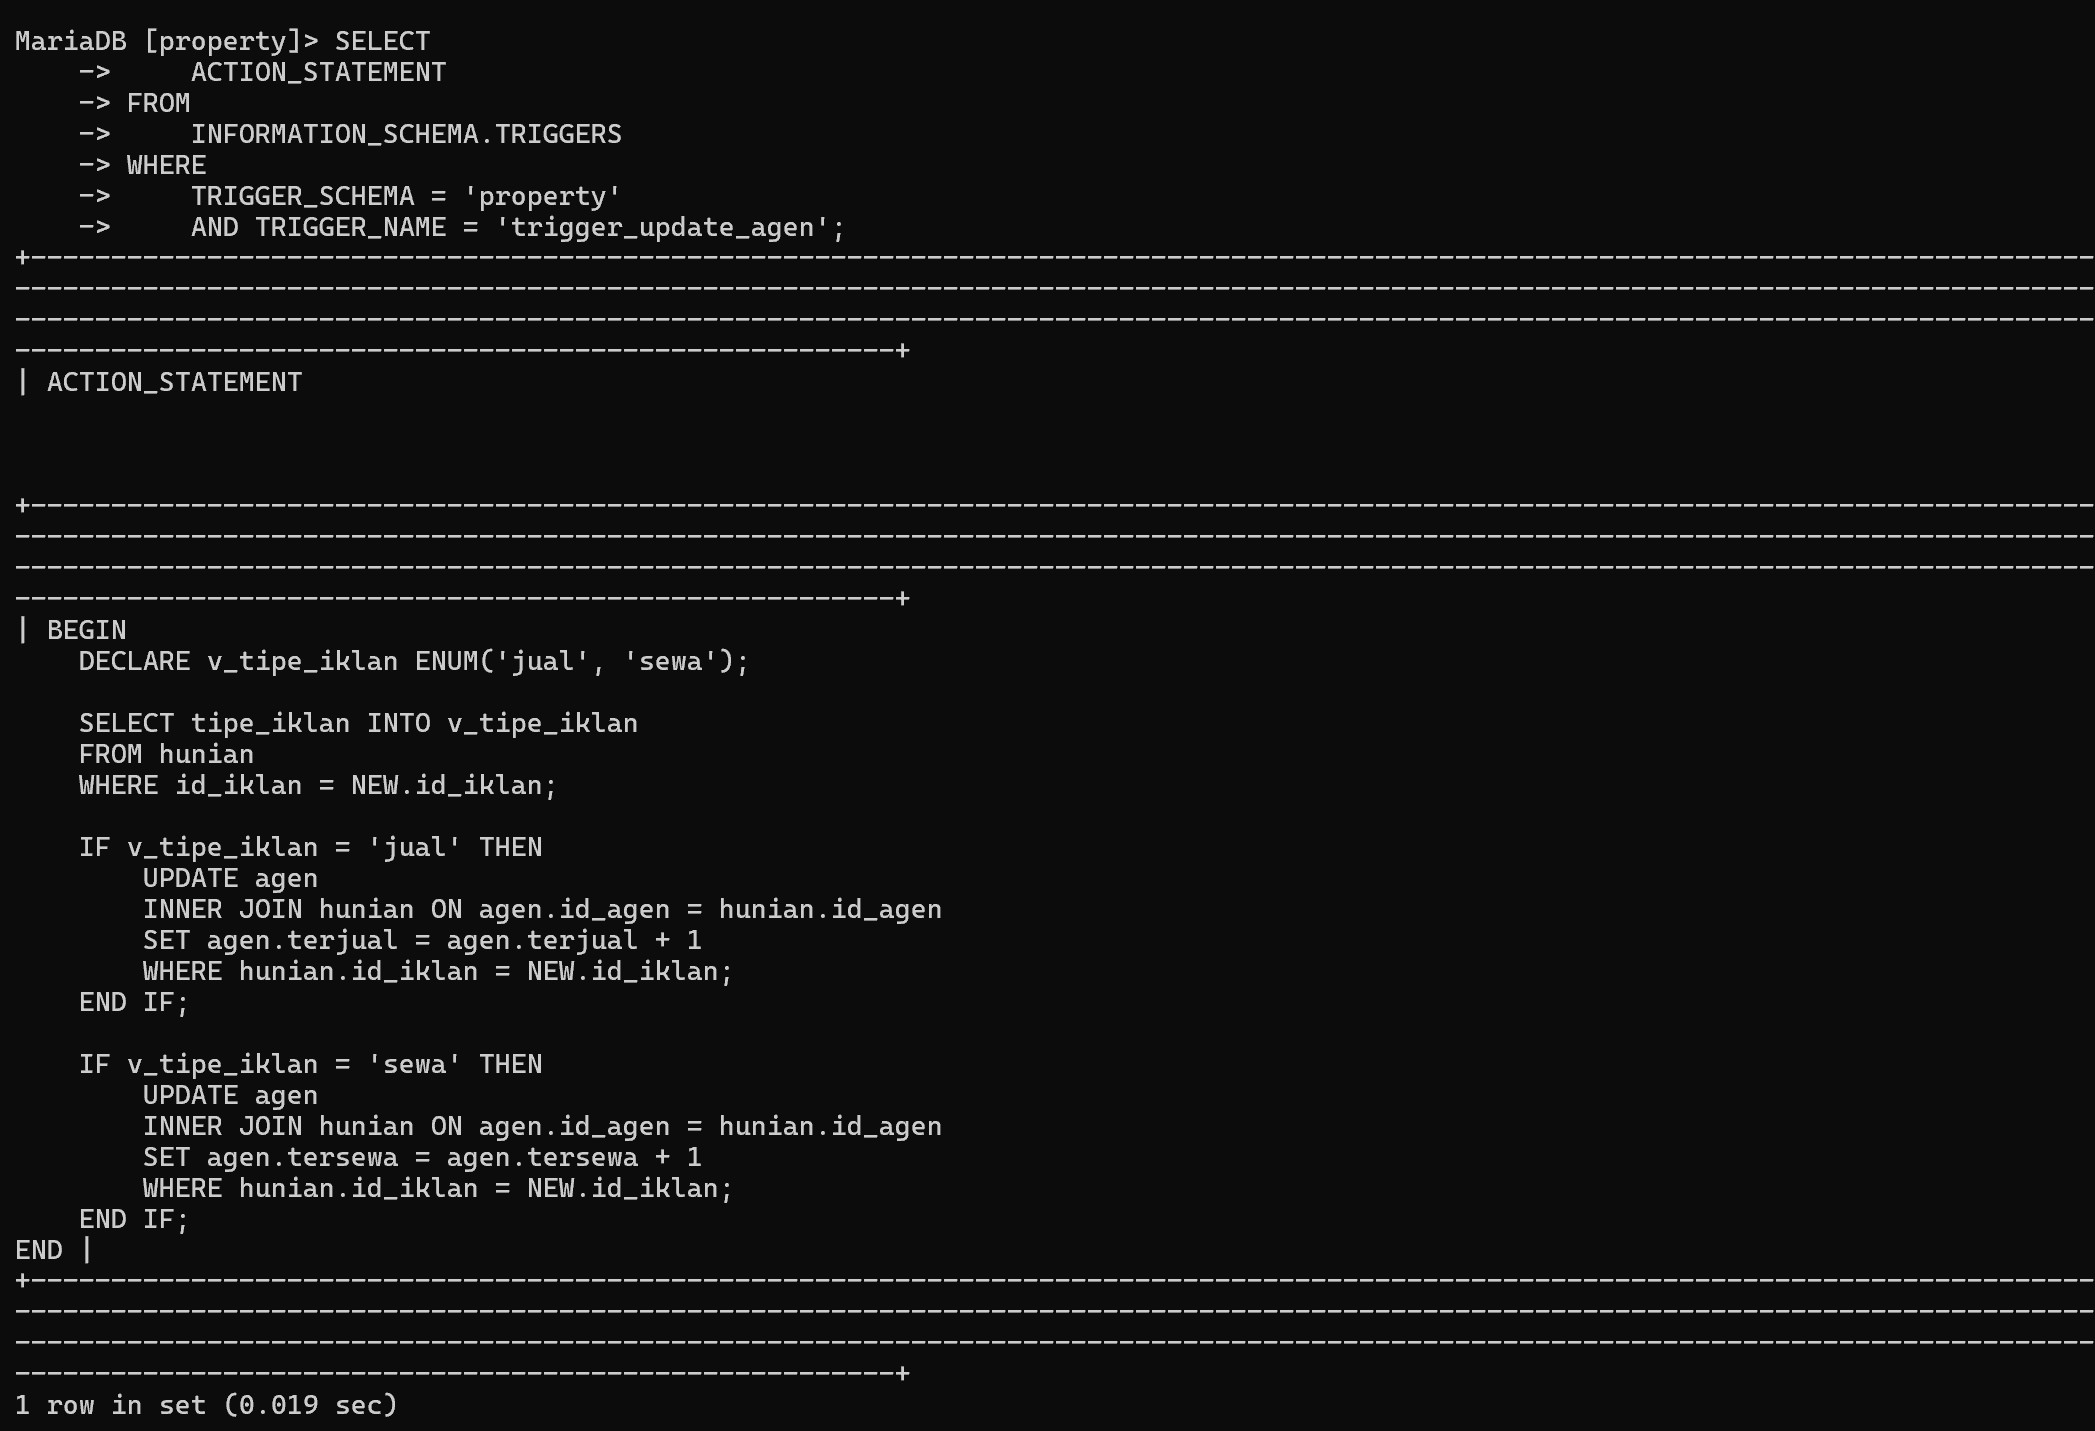 MariaDB [property]> SELECT
    ->     ACTION_STATEMENT
    -> FROM
    ->     INFORMATION_SCHEMA.TRIGGERS
    -> WHERE
    ->     TRIGGER_SCHEMA = 'property'
    ->     AND TRIGGER_NAME = 'trigger_update_agen';
| ACTION_STATEMENT
| BEGIN
    DECLARE v_tipe_iklan ENUM('jual', 'sewa');
    SELECT tipe_iklan INTO v_tipe_iklan
    FROM hunian
    WHERE id_iklan = NEW.id_iklan;
    IF v_tipe_iklan = 'jual' THEN
        UPDATE agen
        INNER JOIN hunian ON agen.id_agen = hunian.id_agen
        SET agen.terjual = agen.terjual + 1
        WHERE hunian.id_iklan = NEW.id_iklan;
    END IF;
    IF v_tipe_iklan = 'sewa' THEN
        UPDATE agen
        INNER JOIN hunian ON agen.id_agen = hunian.id_agen
        SET agen.tersewa = agen.tersewa + 1
        WHERE hunian.id_iklan = NEW.id_iklan;
    END IF;
END |
1 row in set (0.019 sec)